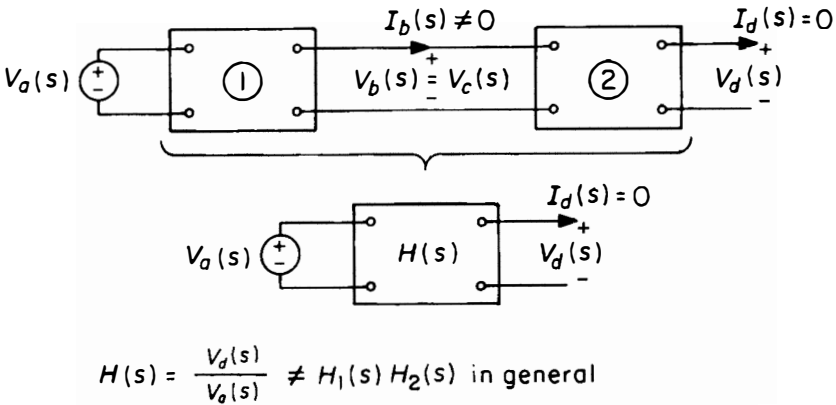 I_b(s) ≠ 0
I_d(s) = 0
V_a(s)
+
−
①
+
V_b(s) = V_c(s)
−
②
+
V_d(s)
−
I_d(s) = 0
V_a(s)
+
−
H(s)
+
V_d(s)
−
H(s) = V_d(s) / V_a(s) ≠ H_1(s) H_2(s) in general